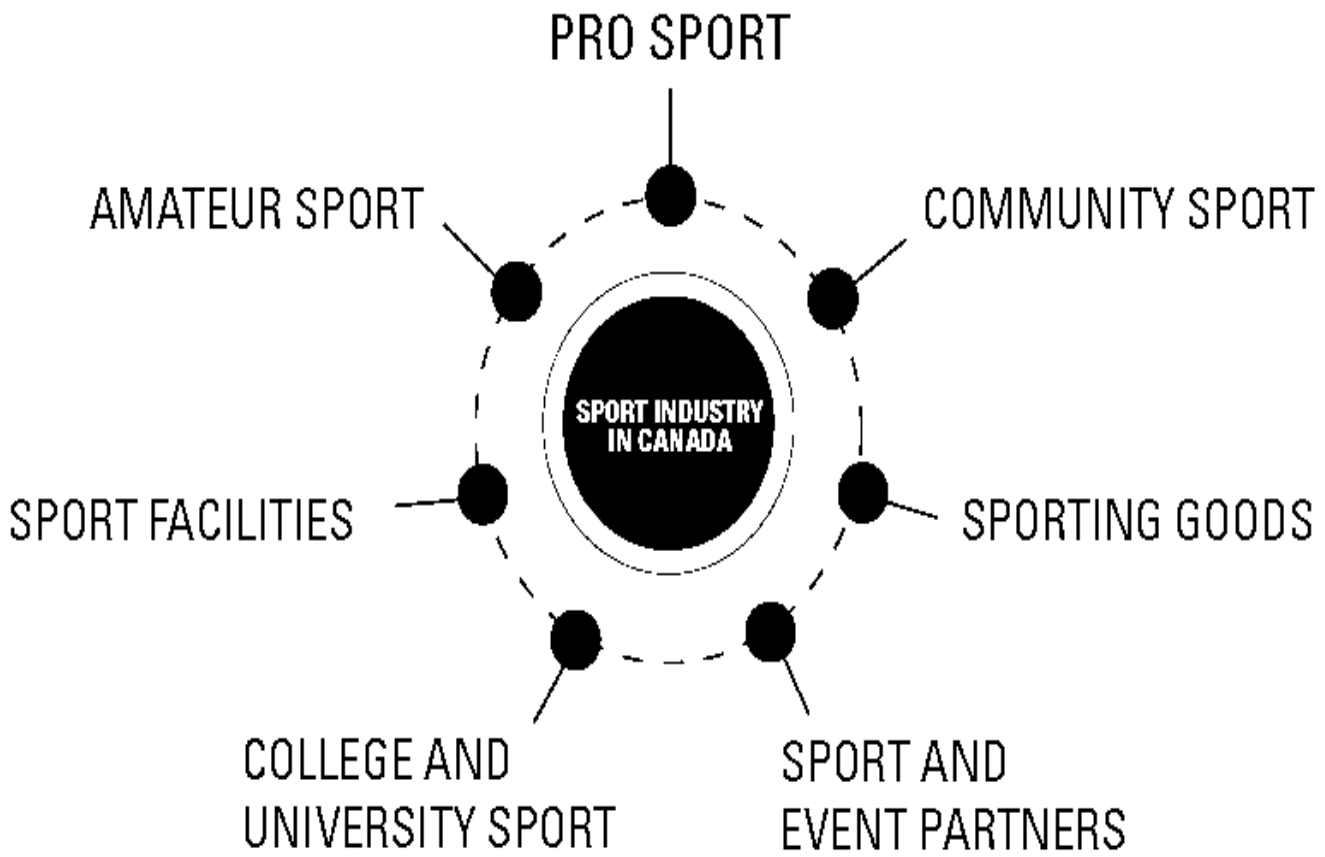 PRO SPORT
AMATEUR SPORT
COMMUNITY SPORT
SPORT INDUSTRY
IN CANADA
SPORT FACILITIES
SPORTING GOODS
COLLEGE AND
UNIVERSITY SPORT
SPORT AND
EVENT PARTNERS